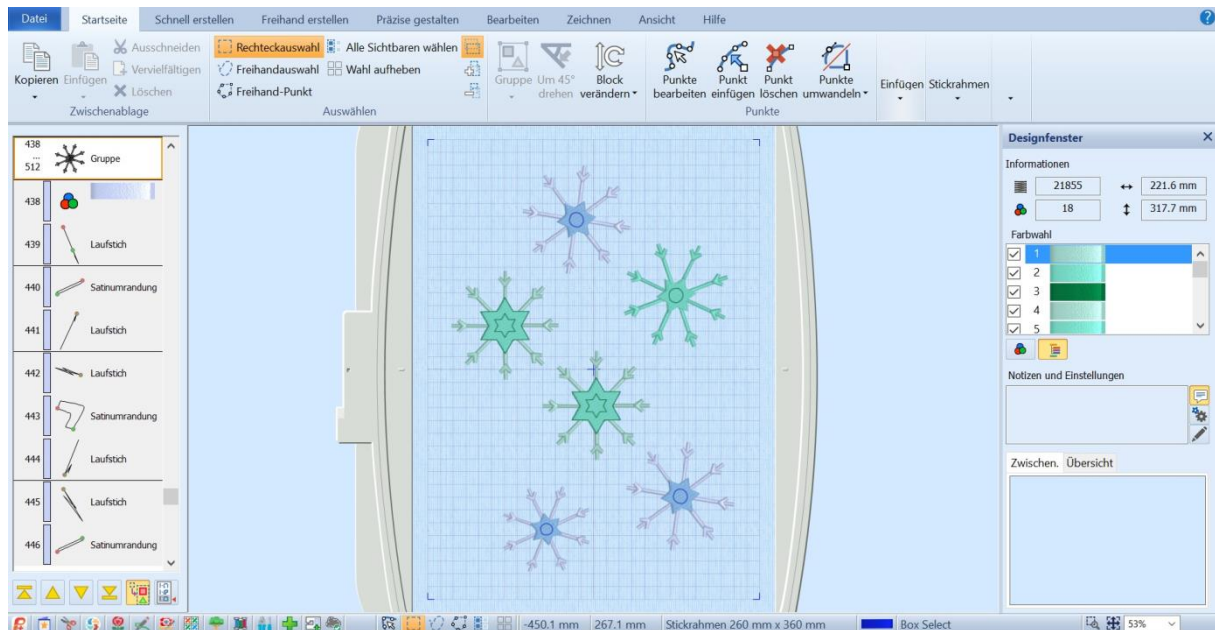 Datei Startseite Schnell erstellen Freihand erstellen Präzise gestalten Bearbeiten Zeichnen Ansicht Hilfe ?
Kopieren
Einfügen
Ausschneiden
Vervielfältigen
Löschen
Zwischenablage
Rechteckauswahl
Freihandauswahl
Freihand-Punkt
Alle Sichtbaren wählen
Wahl aufheben
Auswählen
Gruppe
Um 45°
drehen
Block
verändern
Punkte
bearbeiten
Punkt
einfügen
Punkt
löschen
Punkte
umwandeln
Punkte
Einfügen
Stickrahmen
438
...
512
Gruppe
438
439 Laufstich
440 Satinumrandung
441 Laufstich
442 Laufstich
443 Satinumrandung
444 Laufstich
445 Laufstich
446 Satinumrandung
Designfenster
Informationen
21855 221.6 mm
18 317.7 mm
Farbwahl
1
2
3
4
5
Notizen und Einstellungen
Zwischen. Übersicht
-450.1 mm 267.1 mm Stickrahmen 260 mm x 360 mm Box Select 53%